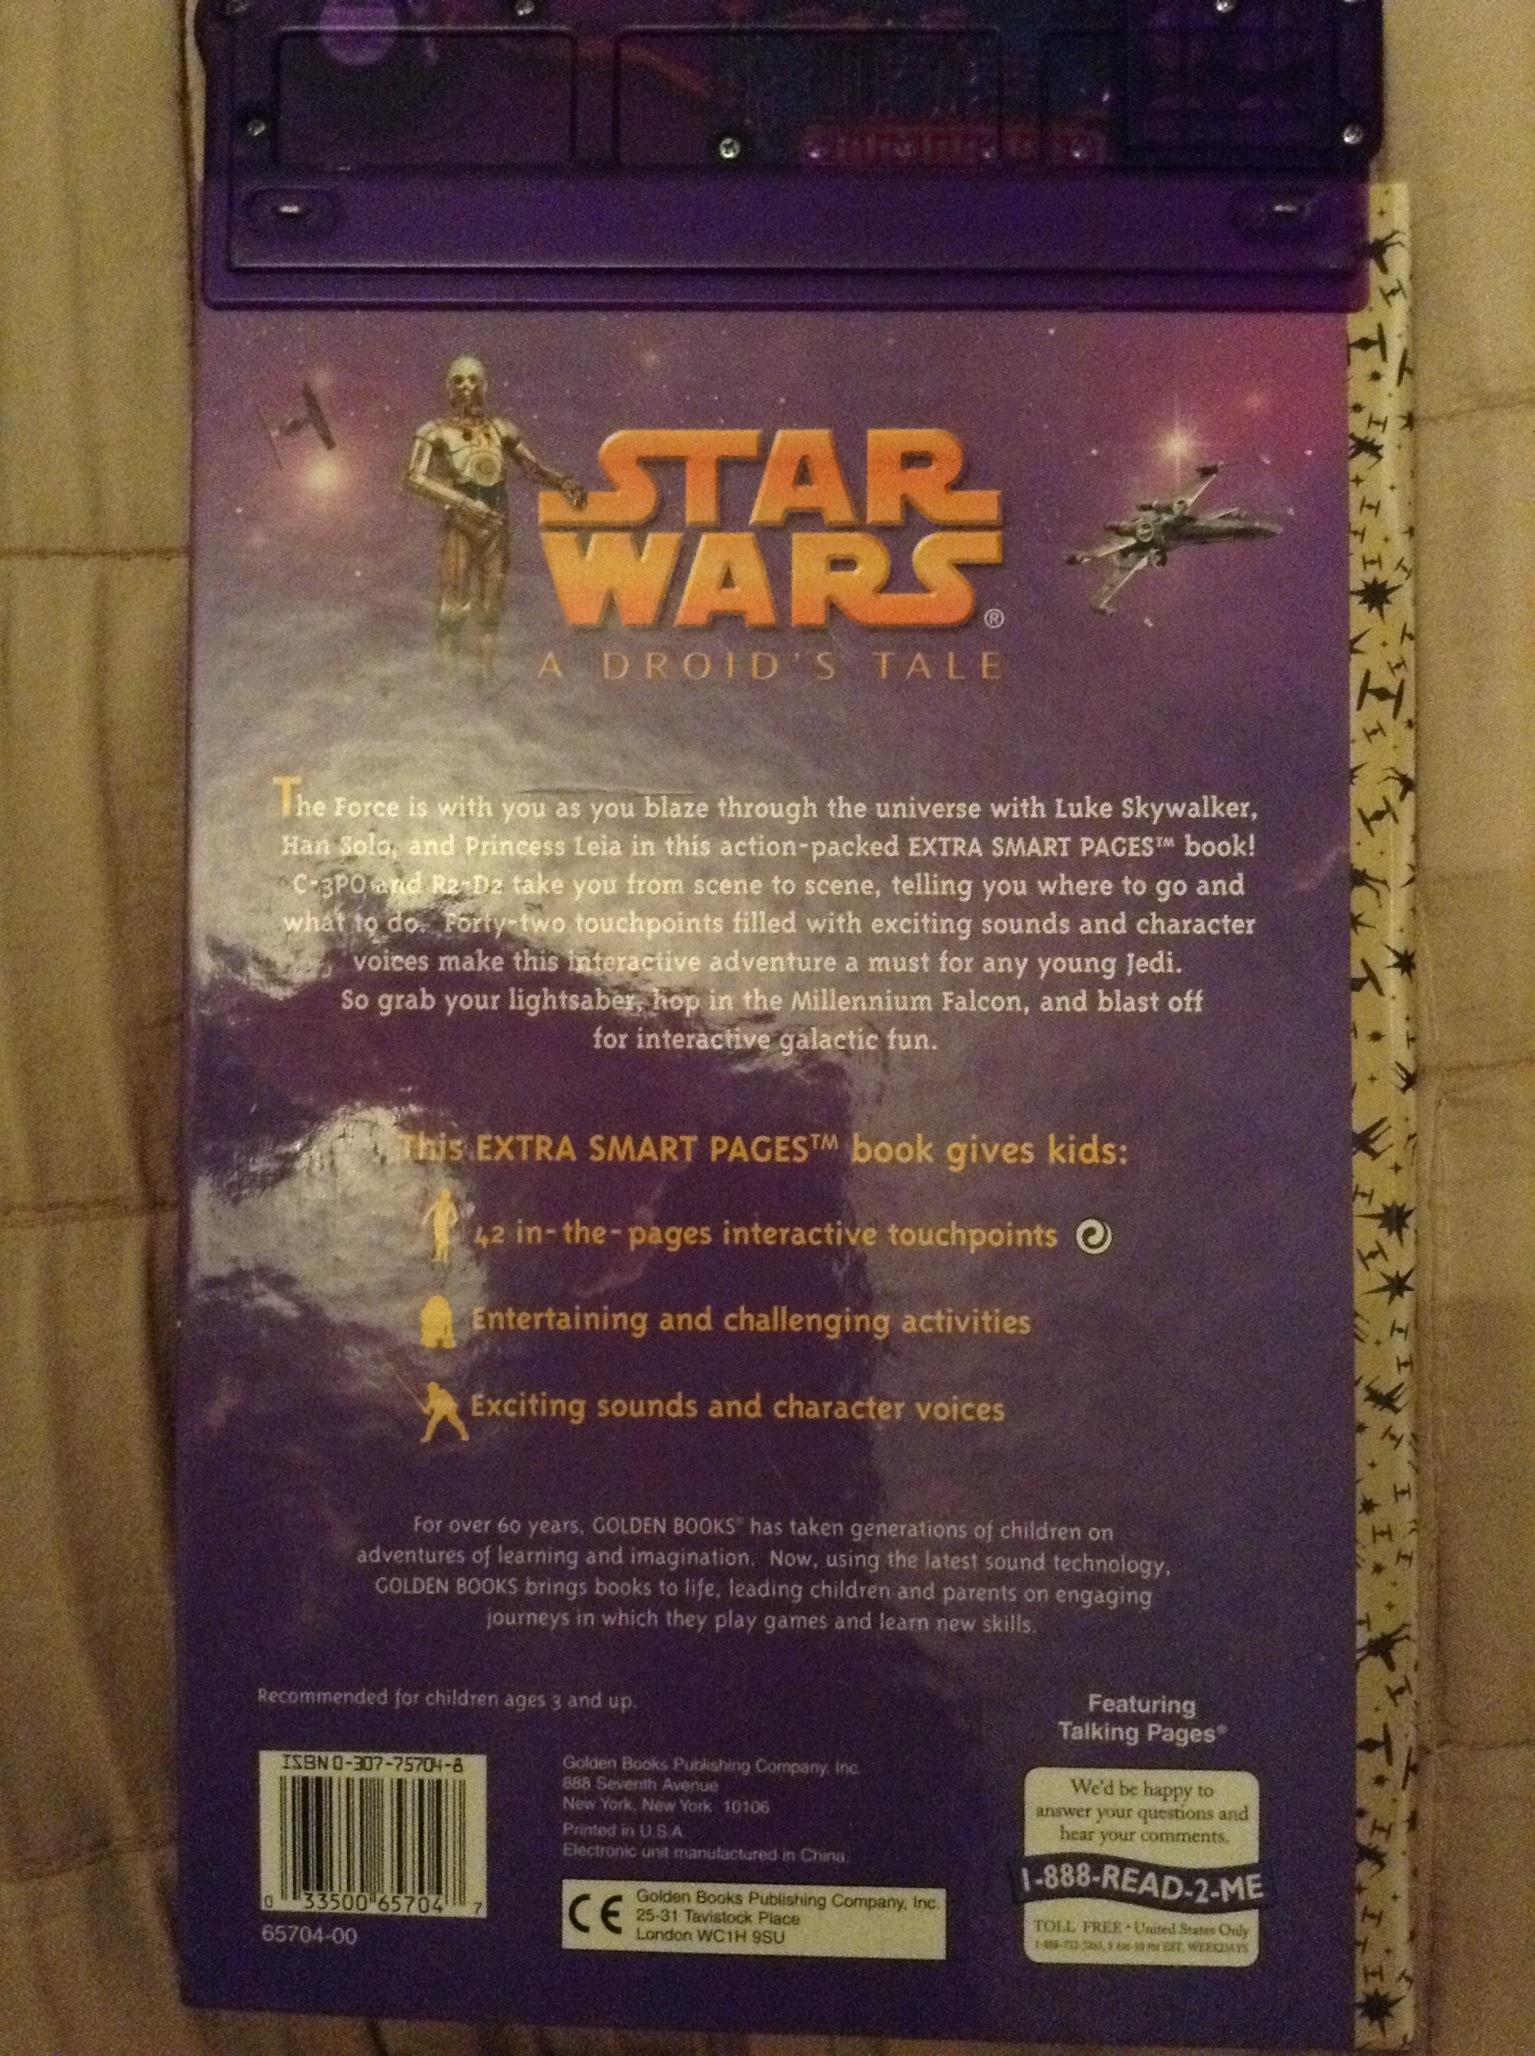 STAR
WARS®
A DROID'S TALE
The Force is with you as you blaze through the universe with Luke Skywalker,
Han Solo, and Princess Leia in this action-packed EXTRA SMART PAGES™ book!
C-3PO and R2-D2 take you from scene to scene, telling you where to go and
what to do. Forty-two touchpoints filled with exciting sounds and character
voices make this interactive adventure a must for any young Jedi.
So grab your lightsaber, hop in the Millennium Falcon, and blast off
for interactive galactic fun.
This EXTRA SMART PAGES™ book gives kids:
42 in-the-pages interactive touchpoints
Entertaining and challenging activities
Exciting sounds and character voices
For over 60 years, GOLDEN BOOKS® has taken generations of children on
adventures of learning and imagination. Now, using the latest sound technology,
GOLDEN BOOKS brings books to life, leading children and parents on engaging
journeys in which they play games and learn new skills.
Recommended for children ages 3 and up.
ISBN 0-307-75704-8
0 33500 65704 7
65704-00
Golden Books Publishing Company, Inc.
888 Seventh Avenue
New York, New York 10106
Printed in U.S.A.
Electronic unit manufactured in China.
CE
Golden Books Publishing Company, Inc.
25-31 Tavistock Place
London WC1H 9SU
Featuring
Talking Pages®
We'd be happy to
answer your questions and
hear your comments.
1-888-READ-2-ME
TOLL FREE • United States Only
1-888-732-3263, 8 AM-10 PM EST, WEEKDAYS